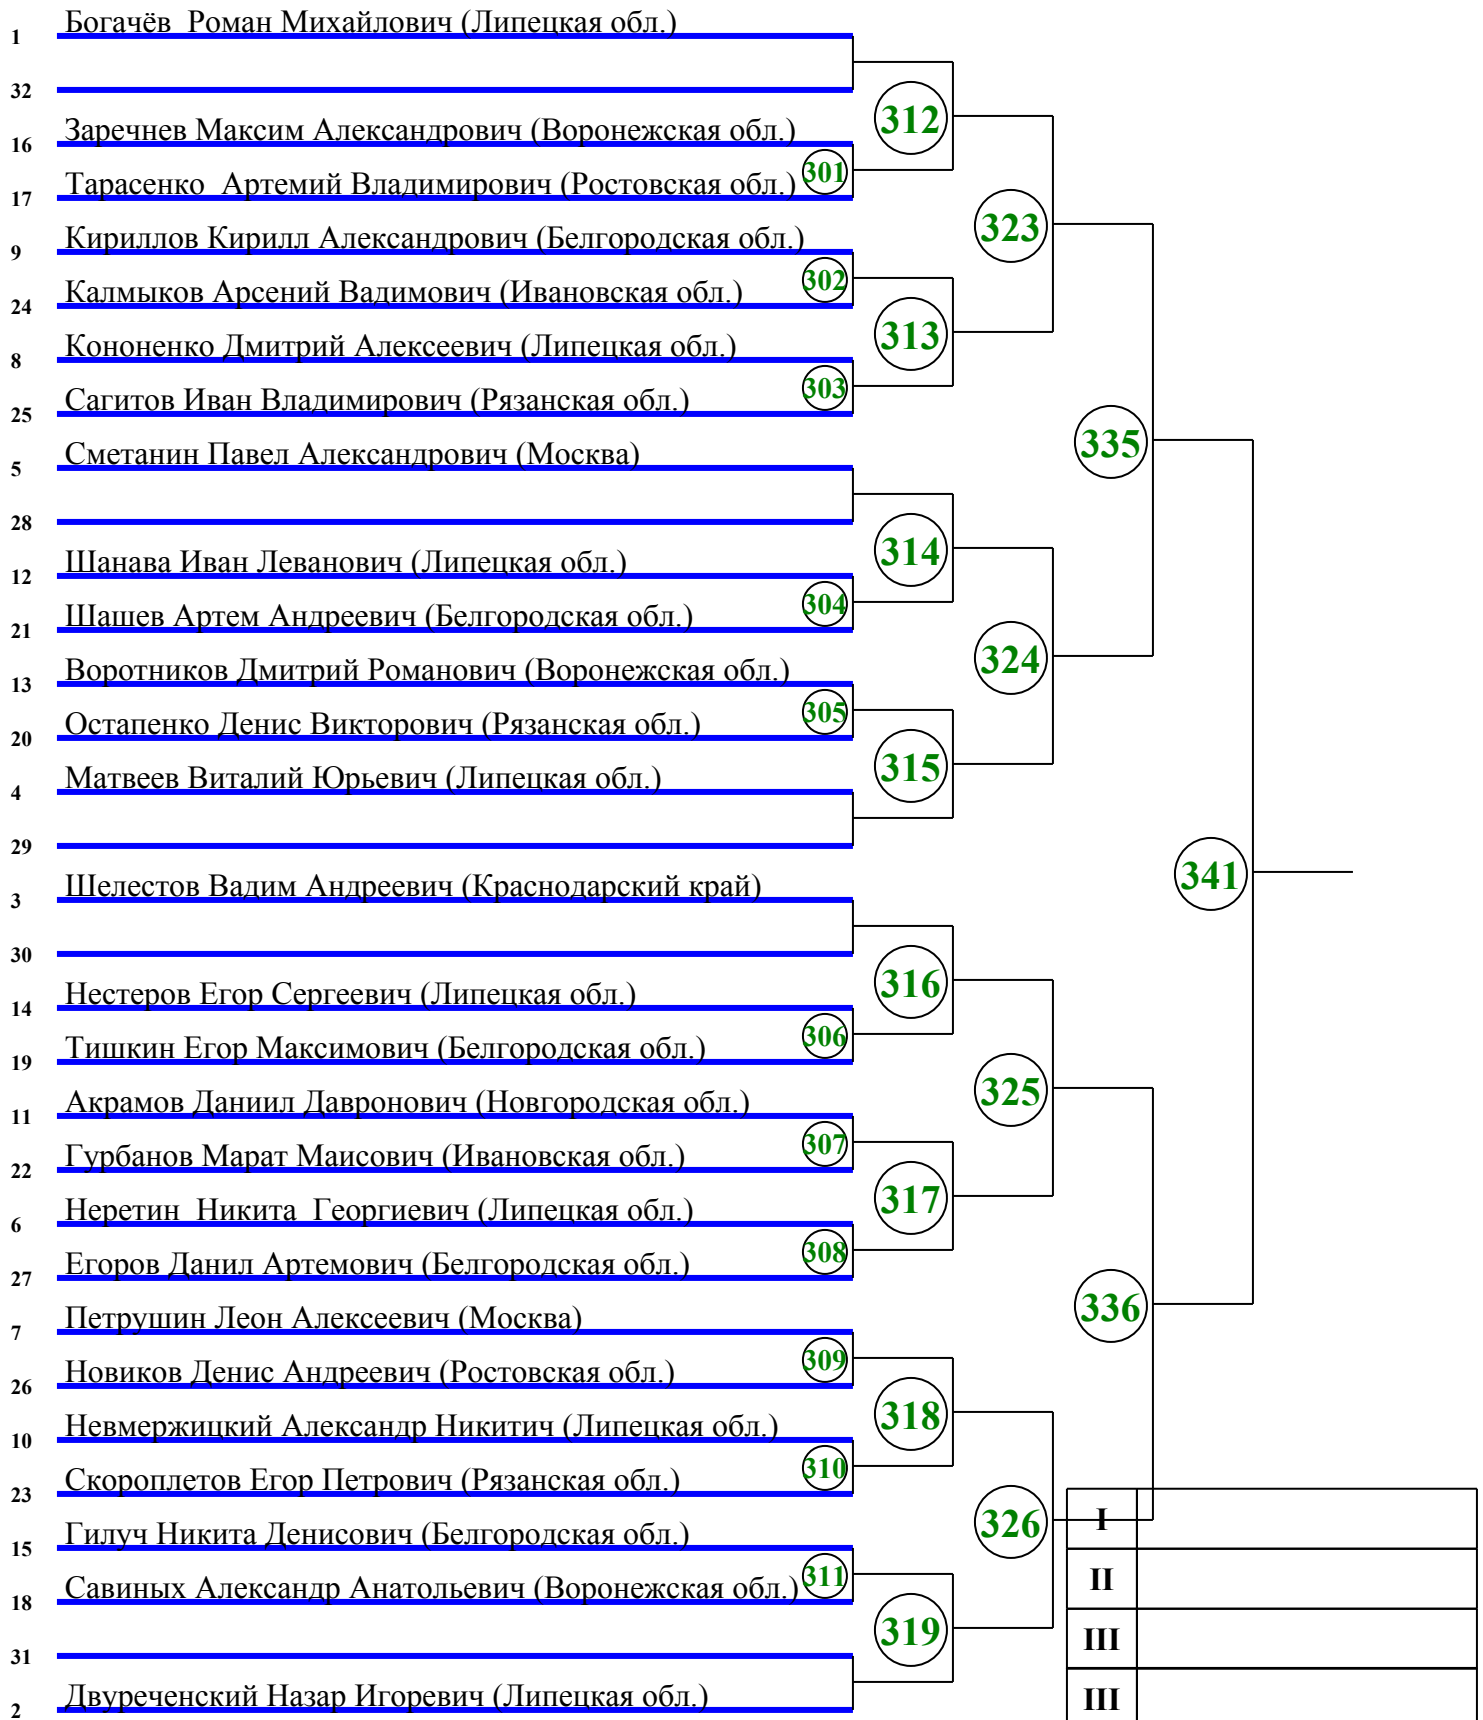 1 Богачёв Роман Михайлович (Липецкая обл.)
32
312
16 Заречнев Максим Александрович (Воронежская обл.)
301
17 Тарасенко Артемий Владимирович (Ростовская обл.)
323
9 Кириллов Кирилл Александрович (Белгородская обл.)
302
24 Калмыков Арсений Вадимович (Ивановская обл.)
313
8 Кононенко Дмитрий Алексеевич (Липецкая обл.)
303
25 Сагитов Иван Владимирович (Рязанская обл.)
335
5 Сметанин Павел Александрович (Москва)
28
314
12 Шанава Иван Леванович (Липецкая обл.)
304
21 Шашев Артем Андреевич (Белгородская обл.)
324
13 Воротников Дмитрий Романович (Воронежская обл.)
305
20 Остапенко Денис Викторович (Рязанская обл.)
315
4 Матвеев Виталий Юрьевич (Липецкая обл.)
29
341
3 Шелестов Вадим Андреевич (Краснодарский край)
30
316
14 Нестеров Егор Сергеевич (Липецкая обл.)
306
19 Тишкин Егор Максимович (Белгородская обл.)
325
11 Акрамов Даниил Давронович (Новгородская обл.)
307
22 Гурбанов Марат Маисович (Ивановская обл.)
317
6 Неретин Никита Георгиевич (Липецкая обл.)
308
27 Егоров Данил Артемович (Белгородская обл.)
336
7 Петрушин Леон Алексеевич (Москва)
309
26 Новиков Денис Андреевич (Ростовская обл.)
318
10 Невмержицкий Александр Никитич (Липецкая обл.)
310
23 Скороплетов Егор Петрович (Рязанская обл.)
326
I
15 Гилуч Никита Денисович (Белгородская обл.)
311
II
18 Савиных Александр Анатольевич (Воронежская обл.)
319
III
31
2 Двуреченский Назар Игоревич (Липецкая обл.)
III